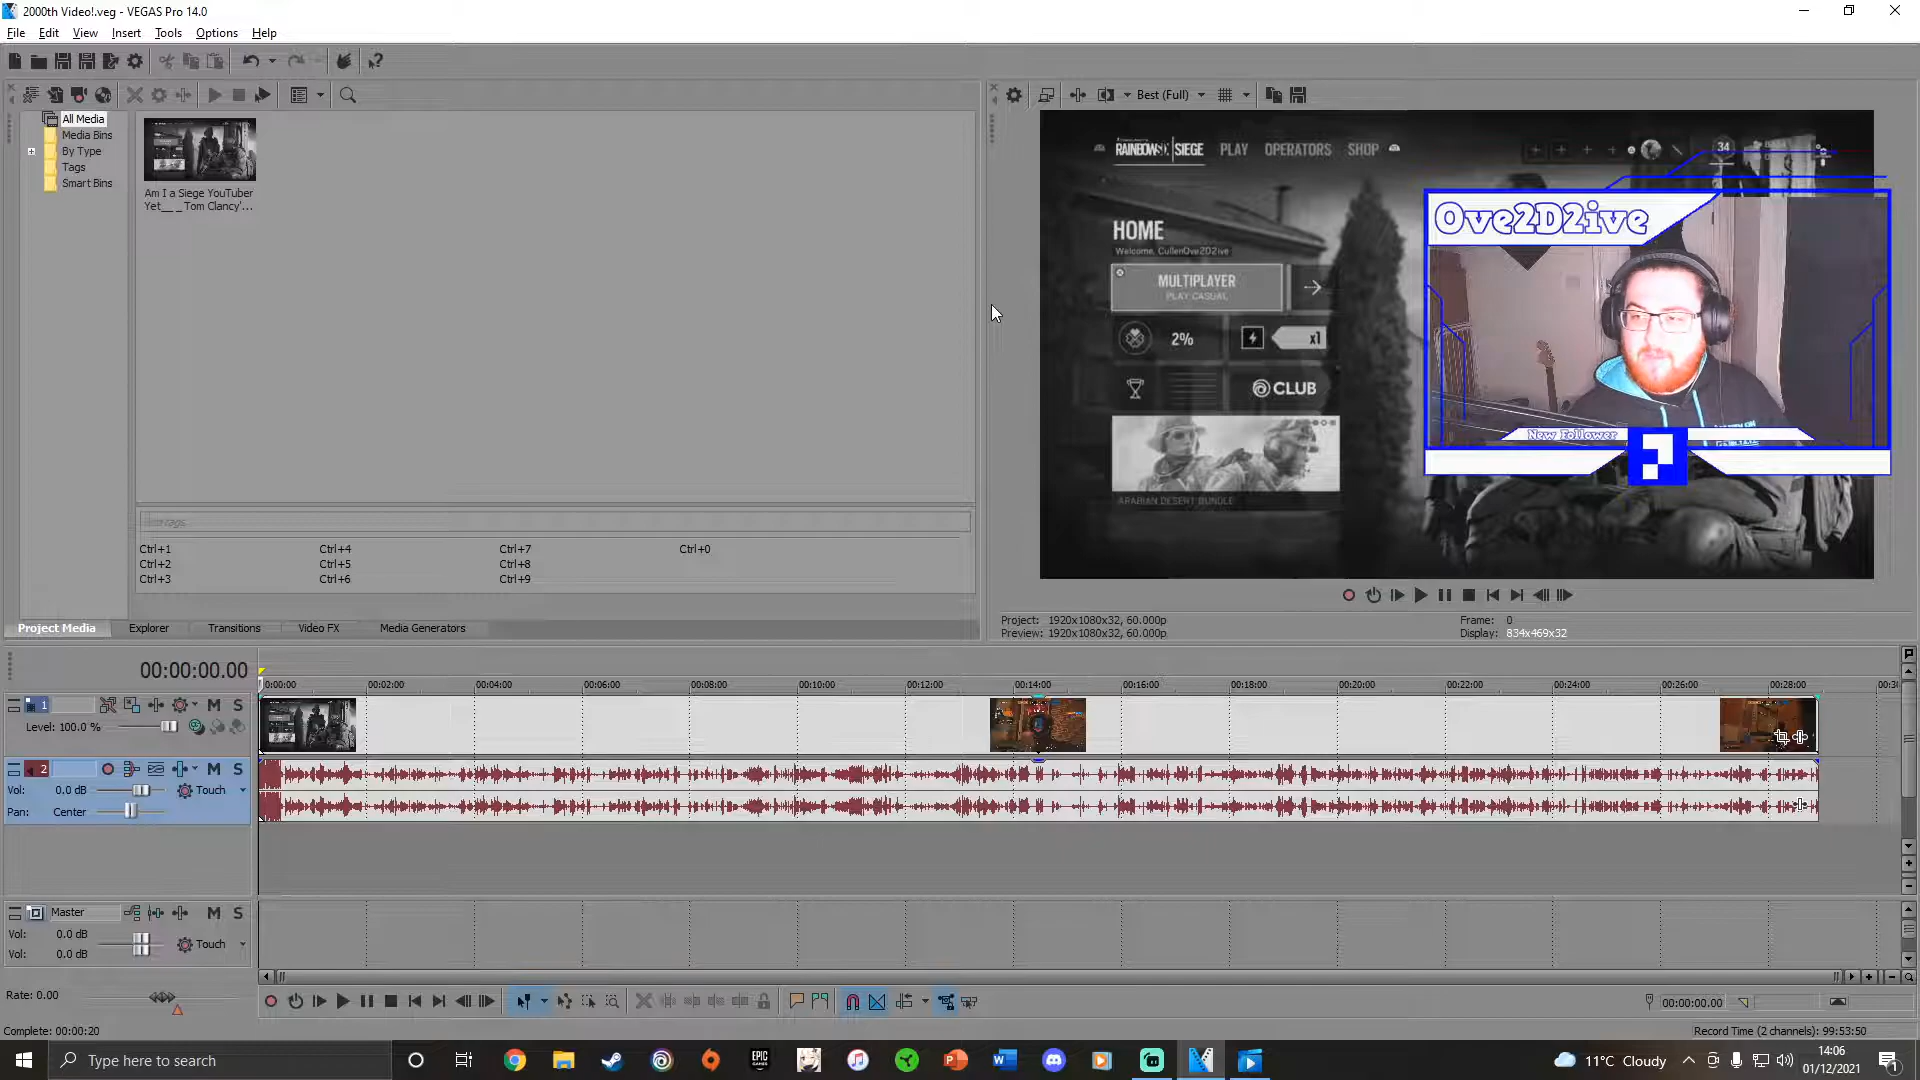 2000th Video!.veg - VEGAS Pro 14.0
File Edit View Insert Tools Options Help
Best (Full)
All Media
Media Bins
By Type
Tags
Smart Bins
Am I a Siege YouTuber
Yet__ _Tom Clancy'...
RAINBOW SIEGE PLAY OPERATORS SHOP
34
Ove2D2ive
HOME
Welcome, CullenOve2D2ive
MULTIPLAYER
PLAY CASUAL
2% x1
CLUB
New Follower
ARABIAN DESERT BUNDLE
Ctrl+1 Ctrl+4 Ctrl+7 Ctrl+0
Ctrl+2 Ctrl+5 Ctrl+8
Ctrl+3 Ctrl+6 Ctrl+9
Project Media Explorer Transitions Video FX Media Generators
Project: 1920x1080x32, 60.000p Frame: 0
Preview: 1920x1080x32, 60.000p Display: 834x469x32
00:00:00.00
0:00:00 00:02:00 00:04:00 00:06:00 00:08:00 00:10:00 00:12:00 00:14:00 00:16:00 00:18:00 00:20:00 00:22:00 00:24:00 00:26:00 00:28:00
1 M S
Level: 100.0 %
2 M S
Vol: 0.0 dB Touch
Pan: Center
Master M S
Vol: 0.0 dB
Touch
Vol: 0.0 dB
Rate: 0.00
00:00:00.00
Complete: 00:00:20
Record Time (2 channels): 99:53:50
Type here to search
EPIC GAMES
11°C Cloudy
14:06
01/12/2021
1